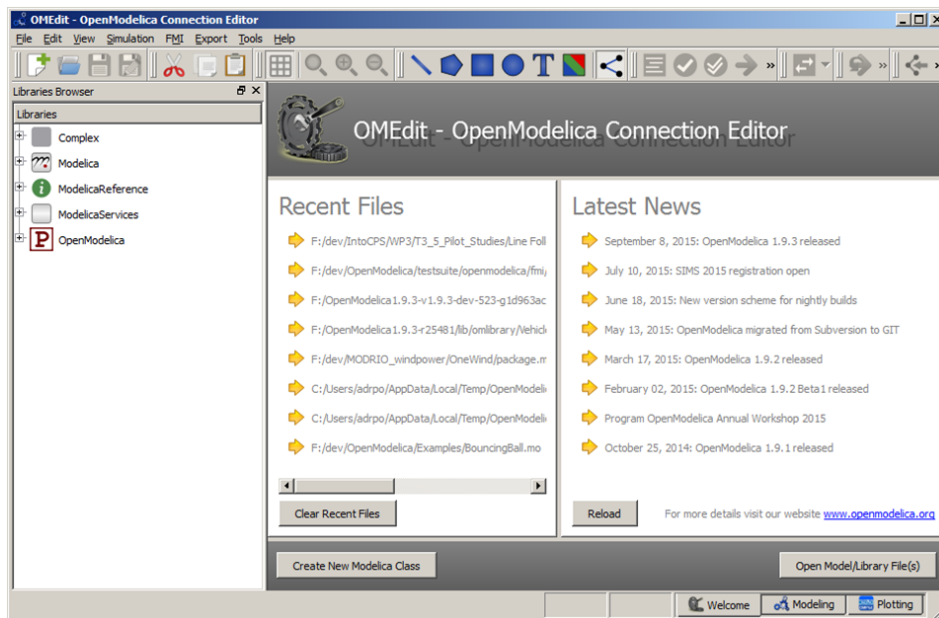 OMEdit - OpenModelica Connection Editor
File Edit View Simulation FMI Export Tools Help
Libraries Browser
Libraries
Complex
Modelica
ModelicaReference
ModelicaServices
OpenModelica
OMEdit - OpenModelica Connection Editor
Recent Files
F:/dev/IntoCPS/WP3/T3_5_Pilot_Studies/Line Foll
F:/dev/OpenModelica/testsuite/openmodelica/fmi/
F:/OpenModelica1.9.3-v1.9.3-dev-523-g1d963ac
F:/OpenModelica1.9.3-r25481/lib/omlibrary/Vehicl
F:/dev/MODRIO_windpower/OneWind/package.m
C:/Users/adrpo/AppData/Local/Temp/OpenModeli
C:/Users/adrpo/AppData/Local/Temp/OpenModeli
F:/dev/OpenModelica/Examples/BouncingBall.mo
Clear Recent Files
Latest News
September 8, 2015: OpenModelica 1.9.3 released
July 10, 2015: SIMS 2015 registration open
June 18, 2015: New version scheme for nightly builds
May 13, 2015: OpenModelica migrated from Subversion to GIT
March 17, 2015: OpenModelica 1.9.2 released
February 02, 2015: OpenModelica 1.9.2 Beta1 released
Program OpenModelica Annual Workshop 2015
October 25, 2014: OpenModelica 1.9.1 released
Reload
For more details visit our website www.openmodelica.org
Create New Modelica Class
Open Model/Library File(s)
Welcome
Modeling
Plotting